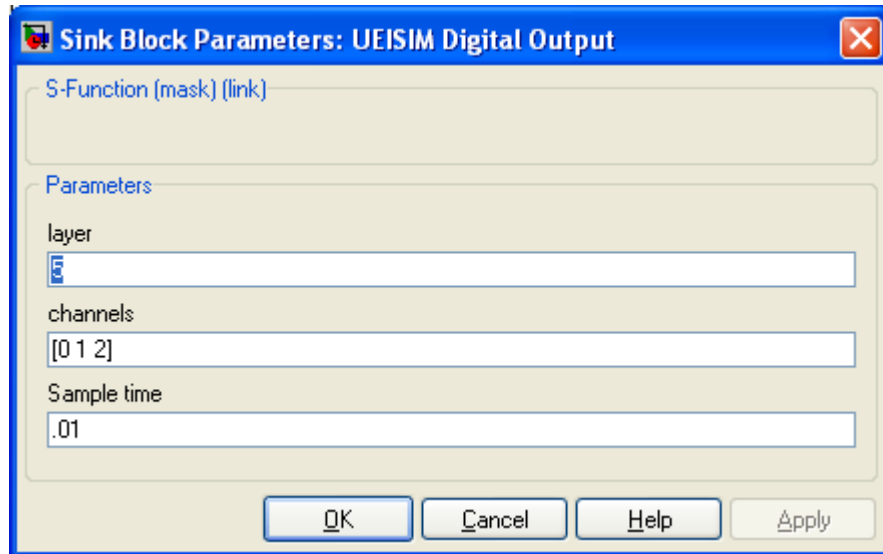 Sink Block Parameters: UEISIM Digital Output
S-Function (mask) (link)
Parameters
layer
5
channels
[0 1 2]
Sample time
.01
OK
Cancel
Help
Apply